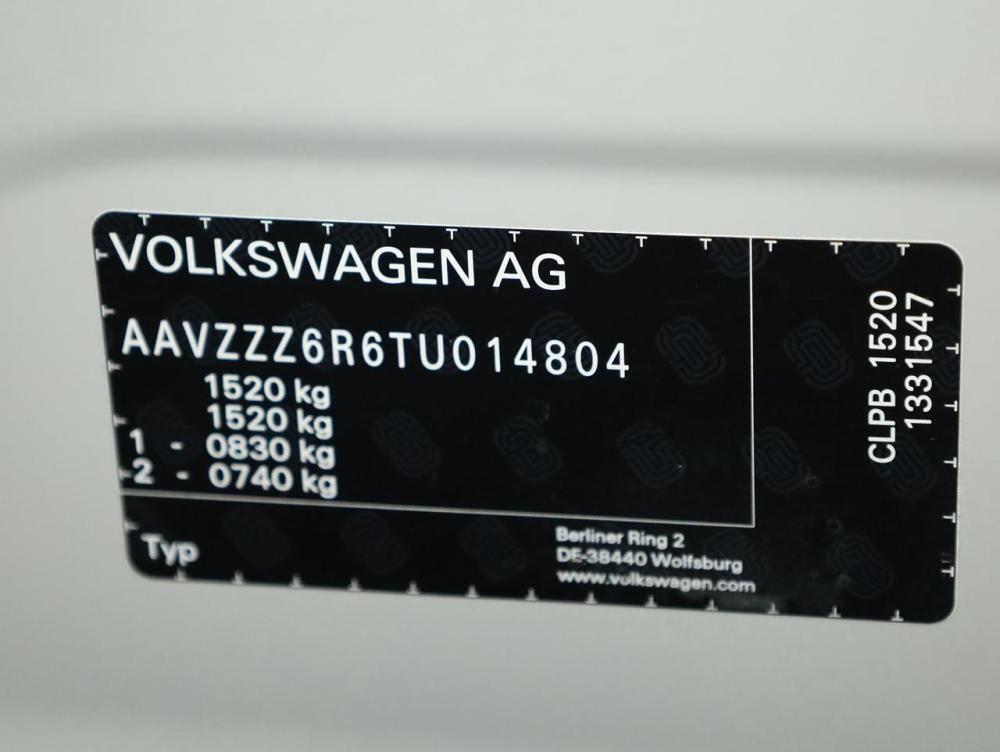 VOLKSWAGEN AG
AAVZZZ6R6TU014804
1520 kg
1520 kg
1 - 0830 kg
2 - 0740 kg
Typ
Berliner Ring 2
DE-38440 Wolfsburg
www.volkswagen.com
CLPB 1520
1331547